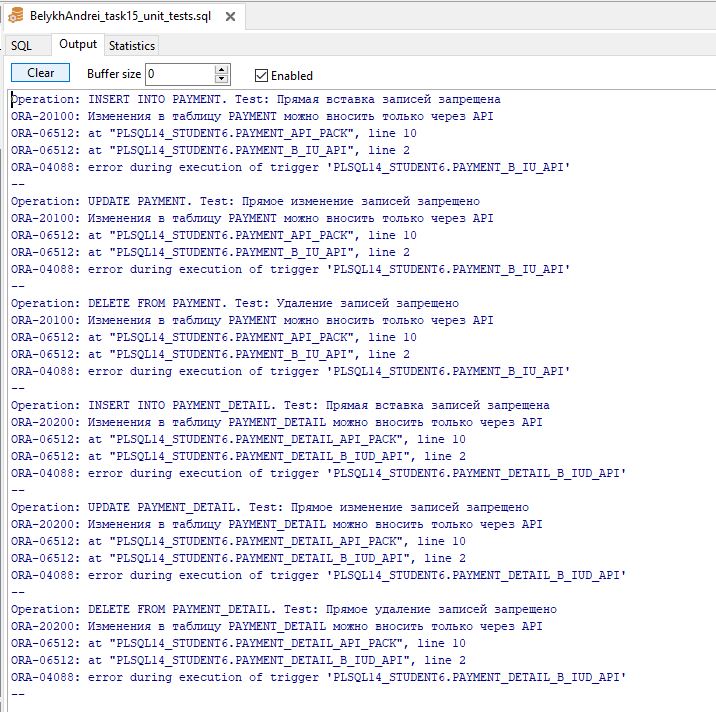 BelykhAndrei_task15_unit_tests.sql
SQL Output Statistics
Clear Buffer size 0 Enabled
Operation: INSERT INTO PAYMENT. Test: Прямая вставка записей запрещена
ORA-20100: Изменения в таблицу PAYMENT можно вносить только через API
ORA-06512: at "PLSQL14_STUDENT6.PAYMENT_API_PACK", line 10
ORA-06512: at "PLSQL14_STUDENT6.PAYMENT_B_IU_API", line 2
ORA-04088: error during execution of trigger 'PLSQL14_STUDENT6.PAYMENT_B_IU_API'
--
Operation: UPDATE PAYMENT. Test: Прямое изменение записей запрещено
ORA-20100: Изменения в таблицу PAYMENT можно вносить только через API
ORA-06512: at "PLSQL14_STUDENT6.PAYMENT_API_PACK", line 10
ORA-06512: at "PLSQL14_STUDENT6.PAYMENT_B_IU_API", line 2
ORA-04088: error during execution of trigger 'PLSQL14_STUDENT6.PAYMENT_B_IU_API'
--
Operation: DELETE FROM PAYMENT. Test: Удаление записей запрещено
ORA-20100: Изменения в таблицу PAYMENT можно вносить только через API
ORA-06512: at "PLSQL14_STUDENT6.PAYMENT_API_PACK", line 10
ORA-06512: at "PLSQL14_STUDENT6.PAYMENT_B_IU_API", line 2
ORA-04088: error during execution of trigger 'PLSQL14_STUDENT6.PAYMENT_B_IU_API'
--
Operation: INSERT INTO PAYMENT_DETAIL. Test: Прямая вставка записей запрещена
ORA-20200: Изменения в таблицу PAYMENT_DETAIL можно вносить только через API
ORA-06512: at "PLSQL14_STUDENT6.PAYMENT_DETAIL_API_PACK", line 10
ORA-06512: at "PLSQL14_STUDENT6.PAYMENT_DETAIL_B_IUD_API", line 2
ORA-04088: error during execution of trigger 'PLSQL14_STUDENT6.PAYMENT_DETAIL_B_IUD_API'
--
Operation: UPDATE PAYMENT_DETAIL. Test: Прямое изменение записей запрещено
ORA-20200: Изменения в таблицу PAYMENT_DETAIL можно вносить только через API
ORA-06512: at "PLSQL14_STUDENT6.PAYMENT_DETAIL_API_PACK", line 10
ORA-06512: at "PLSQL14_STUDENT6.PAYMENT_DETAIL_B_IUD_API", line 2
ORA-04088: error during execution of trigger 'PLSQL14_STUDENT6.PAYMENT_DETAIL_B_IUD_API'
--
Operation: DELETE FROM PAYMENT_DETAIL. Test: Прямое удаление записей запрещено
ORA-20200: Изменения в таблицу PAYMENT_DETAIL можно вносить только через API
ORA-06512: at "PLSQL14_STUDENT6.PAYMENT_DETAIL_API_PACK", line 10
ORA-06512: at "PLSQL14_STUDENT6.PAYMENT_DETAIL_B_IUD_API", line 2
ORA-04088: error during execution of trigger 'PLSQL14_STUDENT6.PAYMENT_DETAIL_B_IUD_API'
--